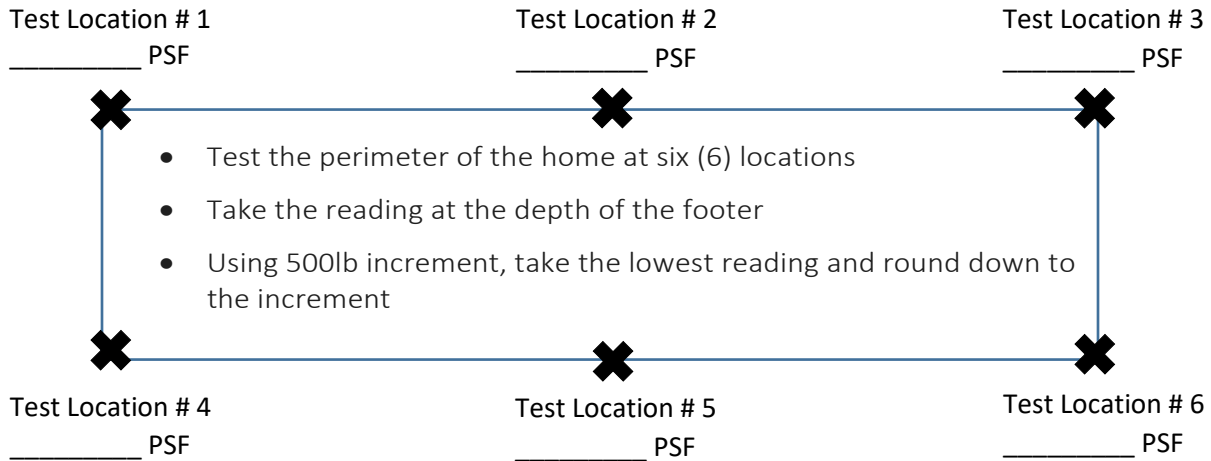 Test Location # 1
_________ PSF
Test Location # 2
_________ PSF
Test Location # 3
_________ PSF
• Test the perimeter of the home at six (6) locations
• Take the reading at the depth of the footer
• Using 500lb increment, take the lowest reading and round down to
the increment
Test Location # 4
_________ PSF
Test Location # 5
_________ PSF
Test Location # 6
_________ PSF